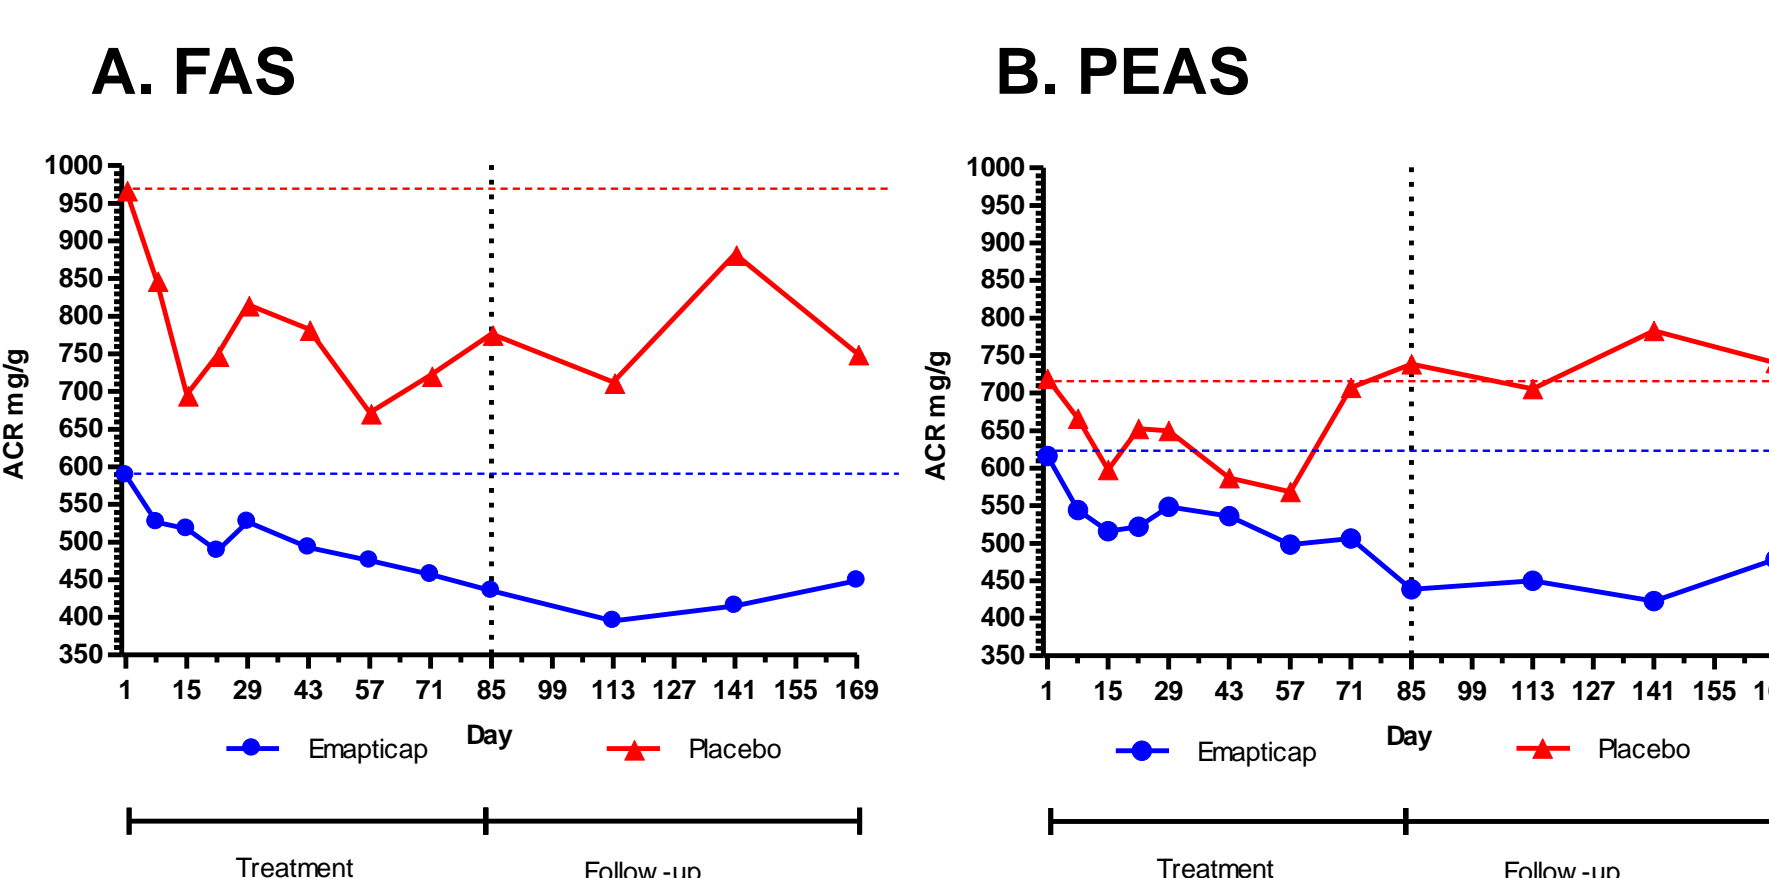 A. FAS
B. PEAS
1000
950
900
850
800
750
700
650
600
550
500
450
400
350
ACR mg/g
1 15 29 43 57 71 85 99 113 127 141 155 169
Day
Emapticap
Placebo
Treatment
Follow-up
1000
950
900
850
800
750
700
650
600
550
500
450
400
350
ACR mg/g
1 15 29 43 57 71 85 99 113 127 141 155
Day
Emapticap
Placebo
Treatment
Follow-up